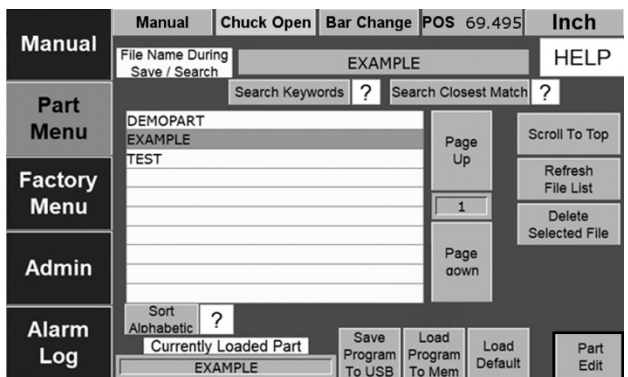 Manual
Chuck Open
Bar Change
POS 69.495
Inch
Manual
File Name During
Save / Search
EXAMPLE
HELP
Search Keywords
?
Search Closest Match
?
Part
Menu
DEMOPART
EXAMPLE
TEST
Page
Up
1
Page
down
Scroll To Top
Refresh
File List
Delete
Selected File
Factory
Menu
Admin
Sort
Alphabetic
?
Alarm
Log
Currently Loaded Part
EXAMPLE
Save
Program
To USB
Load
Program
To Mem
Load
Default
Part
Edit